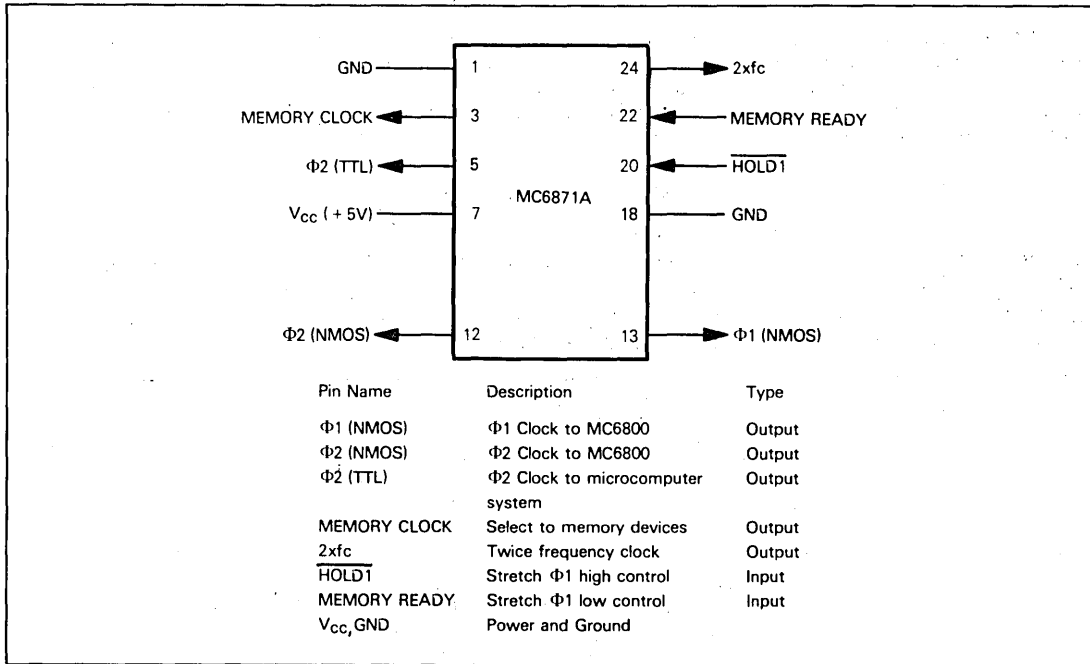 GND 1 24 2xfc
MEMORY CLOCK 3 22 MEMORY READY
Φ2 (TTL) 5 20 HOLD1
MC6871A
VCC (+5V) 7 18 GND
Φ2 (NMOS) 12 13 Φ1 (NMOS)
Pin Name Description Type
Φ1 (NMOS) Φ1 Clock to MC6800 Output
Φ2 (NMOS) Φ2 Clock to MC6800 Output
Φ2 (TTL) Φ2 Clock to microcomputer Output
system
MEMORY CLOCK Select to memory devices Output
2xfc Twice frequency clock Output
HOLD1 Stretch Φ1 high control Input
MEMORY READY Stretch Φ1 low control Input
VCC, GND Power and Ground